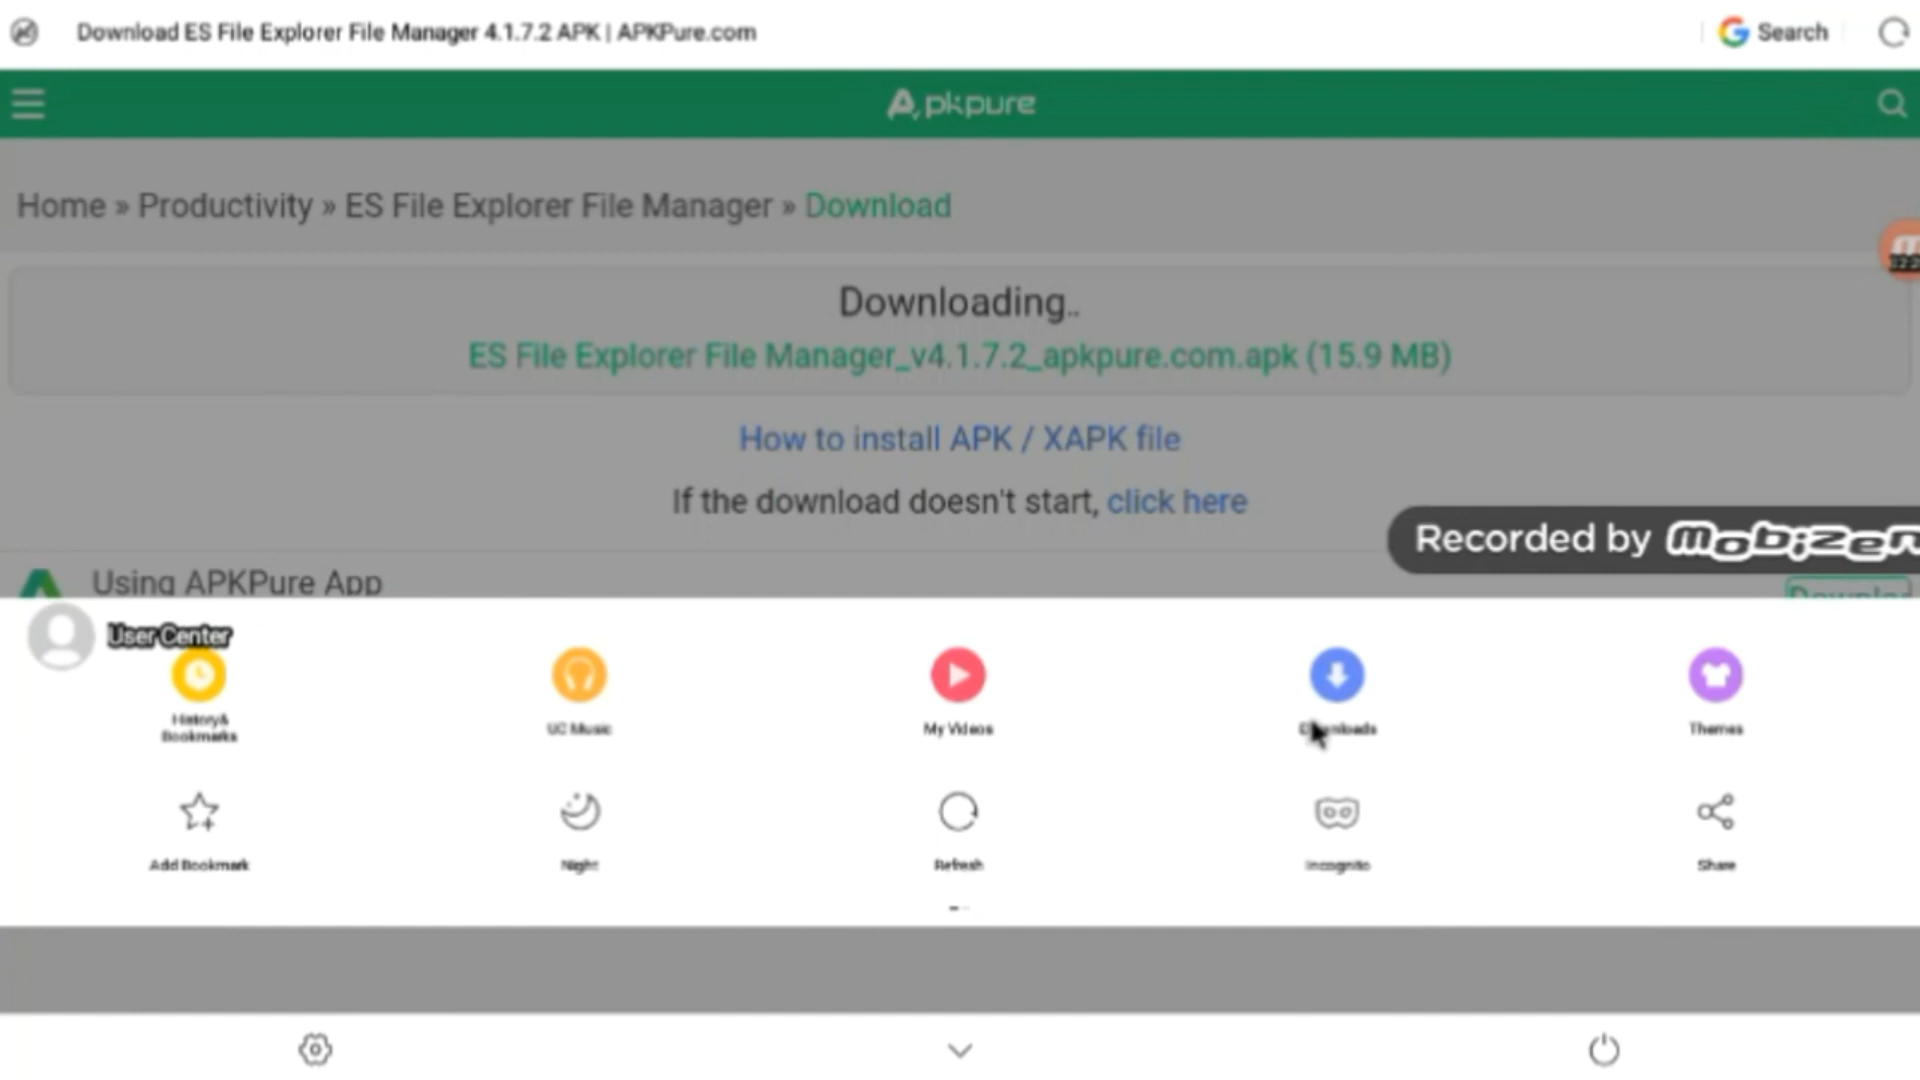 Download ES File Explorer File Manager 4.1.7.2 APK | APKPure.com
Search
Apkpure
Home » Productivity » ES File Explorer File Manager » Download
Downloading..
ES File Explorer File Manager_v4.1.7.2_apkpure.com.apk (15.9 MB)
How to install APK / XAPK file
If the download doesn't start, click here
Recorded by mobizen
Using APKPure App
User Center
History&
Bookmarks
UC Music
My Videos
Themes
Add Bookmark
Night
Refresh
Incognito
Share